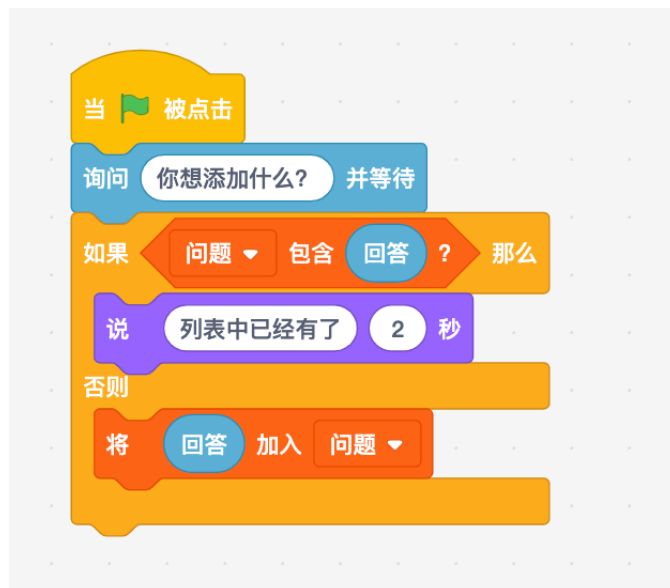 当 被点击
询问 你想添加什么? 并等待
如果 问题 包含 回答 ? 那么
说 列表中已经有了 2 秒
否则
将 回答 加入 问题